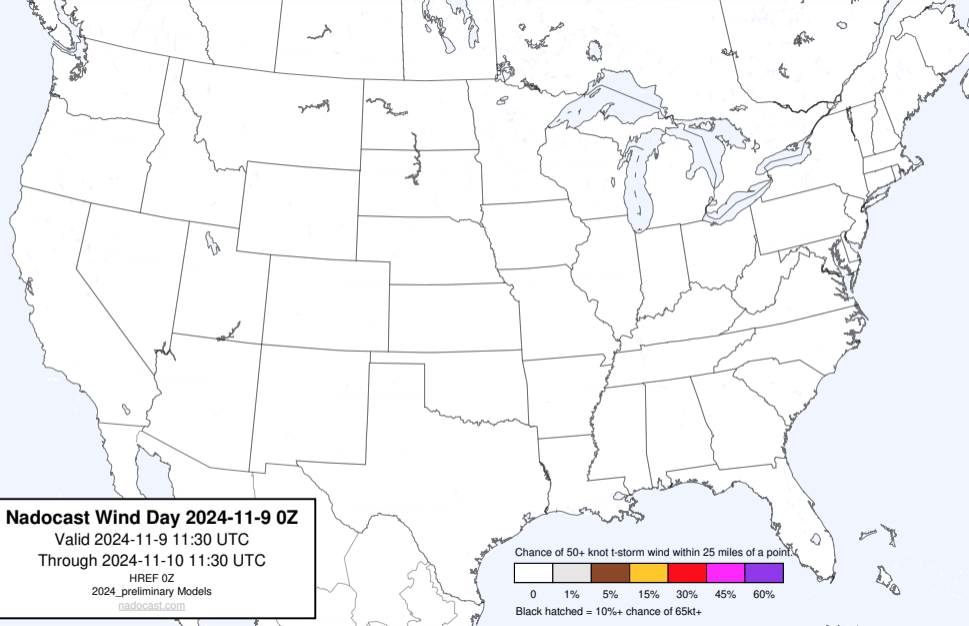 Nadocast Wind Day 2024-11-9 0Z
Valid 2024-11-9 11:30 UTC
Through 2024-11-10 11:30 UTC
HREF 0Z
2024_preliminary Models
nadocast.com
Chance of 50+ knot t-storm wind within 25 miles of a point.
0 1% 5% 15% 30% 45% 60%
Black hatched = 10%+ chance of 65kt+